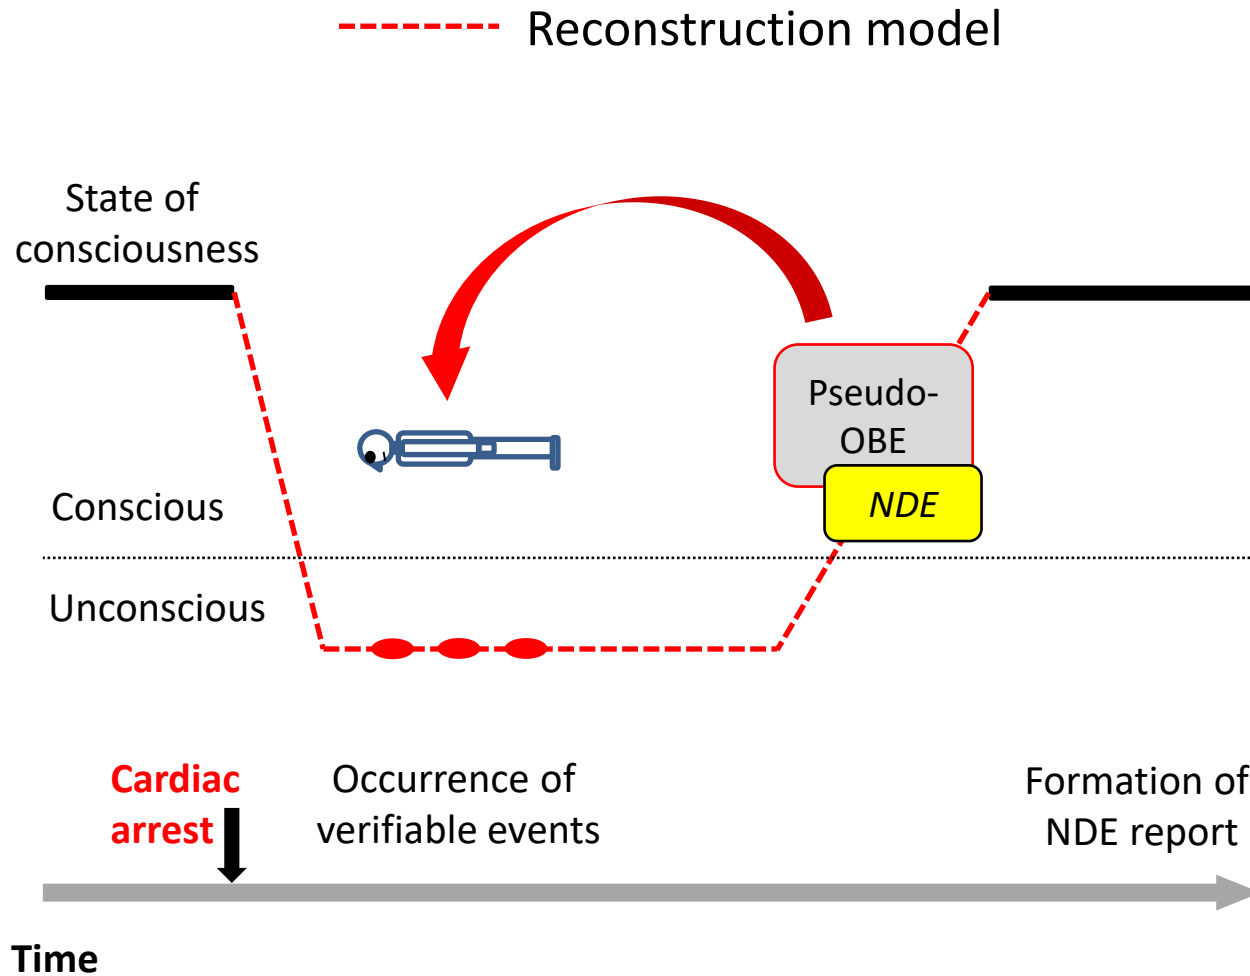 Reconstruction model
State of
consciousness
Pseudo-
OBE
NDE
Conscious
Unconscious
Cardiac
arrest
Occurrence of
verifiable events
Formation of
NDE report
Time